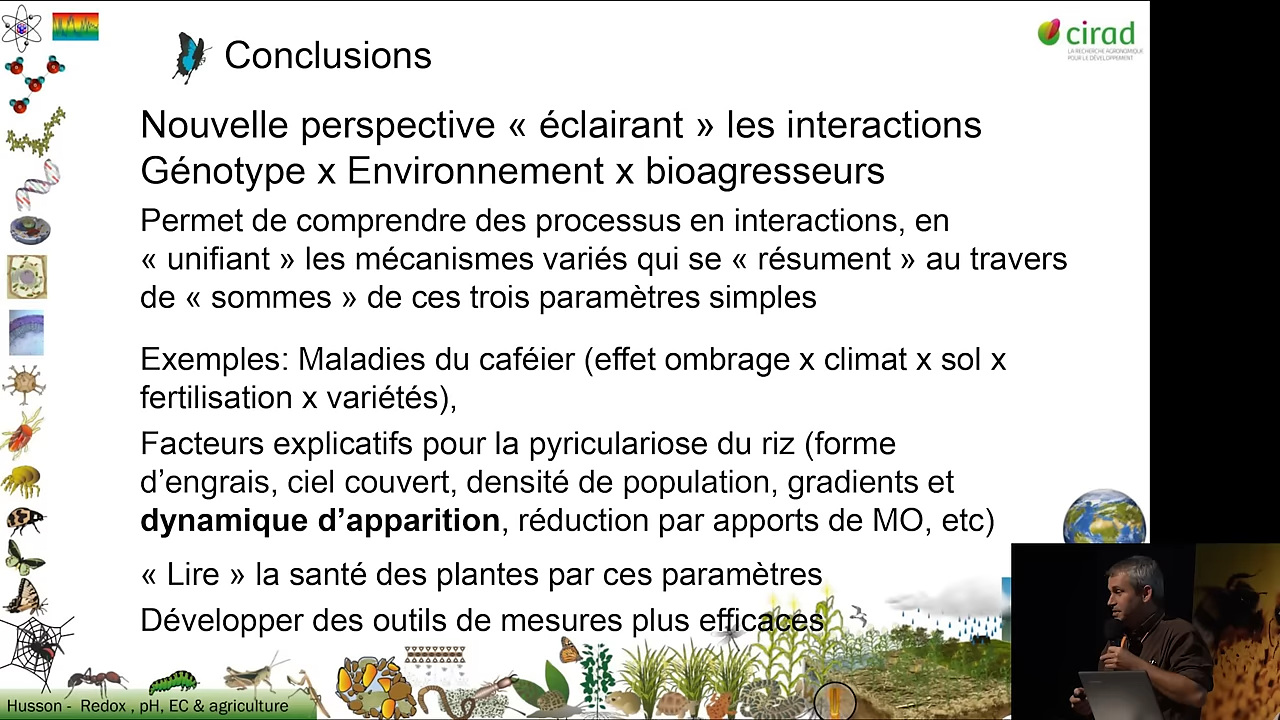 Conclusions
cirad
LA RECHERCHE AGRONOMIQUE
POUR LE DÉVELOPPEMENT
Nouvelle perspective « éclairant » les interactions
Génotype x Environnement x bioagresseurs
Permet de comprendre des processus en interactions, en
« unifiant » les mécanismes variés qui se « résument » au travers
de « sommes » de ces trois paramètres simples
Exemples: Maladies du caféier (effet ombrage x climat x sol x
fertilisation x variétés),
Facteurs explicatifs pour la pyriculariose du riz (forme
d’engrais, ciel couvert, densité de population, gradients et
dynamique d’apparition, réduction par apports de MO, etc)
« Lire » la santé des plantes par ces paramètres
Développer des outils de mesures plus efficaces
Husson - Redox , pH, EC & agriculture